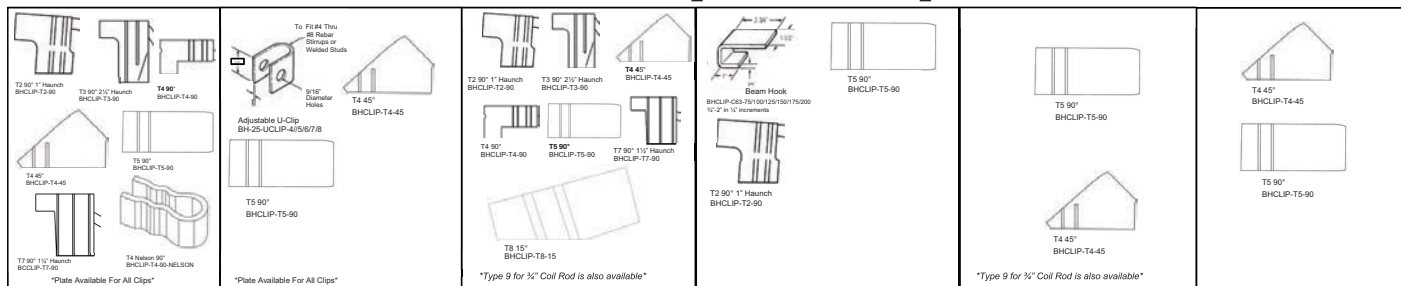 T2 90° 1" Haunch
BHCLIP-T2-90
T3 90° 2½" Haunch
BHCLIP-T3-90
T4 90°
BHCLIP-T4-90
T4 45°
BHCLIP-T4-45
T5 90°
BHCLIP-T5-90
T7 90° 1½" Haunch
BCCLIP-T7-90
T4 Nelson 90°
BHCLIP-T4-90-NELSON
*Plate Available For All Clips*
To Fit #4 Thru
#8 Rebar
Stirrups or
Welded Studs
9/16"
Diameter
Holes
Adjustable U-Clip
BH-25-UCLIP-4//5/6/7/8
T4 45°
BHCLIP-T4-45
T5 90°
BHCLIP-T5-90
*Plate Available For All Clips*
T2 90° 1" Haunch
BHCLIP-T2-90
T3 90° 2½" Haunch
BHCLIP-T3-90
T4 45°
BHCLIP-T4-45
T4 90°
BHCLIP-T4-90
T5 90°
BHCLIP-T5-90
T7 90° 1½" Haunch
BHCLIP-T7-90
T8 15°
BHCLIP-T8-15
*Type 9 for ¾" Coil Rod is also available*
2 3/4"
1 1/2"
1"
Beam Hook
BHCLIP-C63-75/100/125/150/175/200
¾"-2" in ¼" increments
T5 90°
BHCLIP-T5-90
T2 90° 1" Haunch
BHCLIP-T2-90
T5 90°
BHCLIP-T5-90
T4 45°
BHCLIP-T4-45
*Type 9 for ¾" Coil Rod is also available*
T4 45°
BHCLIP-T4-45
T5 90°
BHCLIP-T5-90